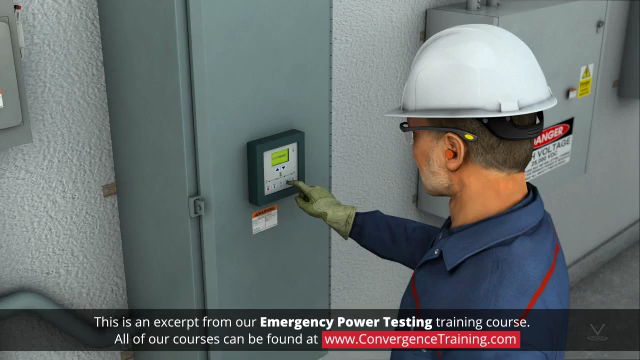 DANGER
HIGH VOLTAGE
This is an excerpt from our Emergency Power Testing training course.
All of our courses can be found at www.ConvergenceTraining.com